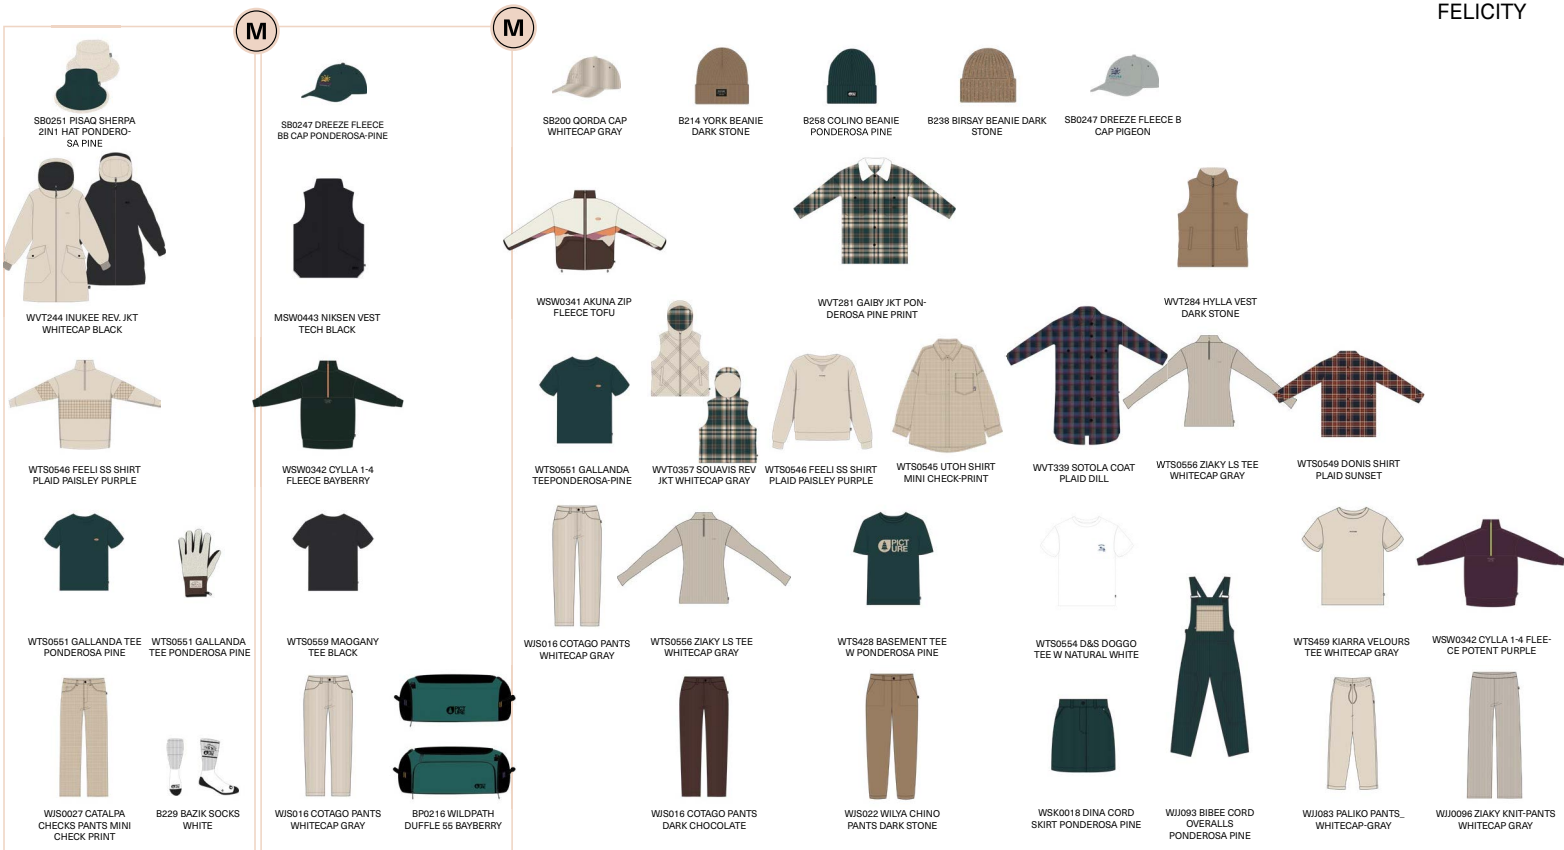 FELICITY
M
M
SB0251 PISAQ SHERPA
2IN1 HAT PONDERO-
SA PINE
SB0247 DREEZE FLEECE
BB CAP PONDEROSA-PINE
SB200 QORDA CAP
WHITECAP GRAY
B214 YORK BEANIE
DARK STONE
B258 COLINO BEANIE
PONDEROSA PINE
B238 BIRSAY BEANIE DARK
STONE
SB0247 DREEZE FLEECE B
CAP PIGEON
WVT244 INUKEE REV. JKT
WHITECAP BLACK
MSW0443 NIKSEN VEST
TECH BLACK
WSW0341 AKUNA ZIP
FLEECE TOFU
WVT281 GAIBY JKT PON-
DEROSA PINE PRINT
WVT284 HYLLA VEST
DARK STONE
WTS0546 FEELI SS SHIRT
PLAID PAISLEY PURPLE
WSW0342 CYLLA 1-4
FLEECE BAYBERRY
WTS0551 GALLANDA
TEEPONDEROSA-PINE
WVT0357 SOUAVIS REV
JKT WHITECAP GRAY
WTS0546 FEELI SS SHIRT
PLAID PAISLEY PURPLE
WTS0545 UTOH SHIRT
MINI CHECK-PRINT
WVT339 SOTOLA COAT
PLAID DILL
WTS0556 ZIAKY LS TEE
WHITECAP GRAY
WTS0549 DONIS SHIRT
PLAID SUNSET
PICT
URE
WTS0551 GALLANDA TEE
PONDEROSA PINE
WTS0551 GALLANDA
TEE PONDEROSA PINE
WTS0559 MAOGANY
TEE BLACK
WJS016 COTAGO PANTS
WHITECAP GRAY
WTS0556 ZIAKY LS TEE
WHITECAP GRAY
WTS428 BASEMENT TEE
W PONDEROSA PINE
WTS0554 D&S DOGGO
TEE W NATURAL WHITE
WTS459 KIARRA VELOURS
TEE WHITECAP GRAY
WSW0342 CYLLA 1-4 FLEE-
CE POTENT PURPLE
PICT
URE
WJS0027 CATALPA
CHECKS PANTS MINI
CHECK PRINT
B229 BAZIK SOCKS
WHITE
WJS016 COTAGO PANTS
WHITECAP GRAY
BP0216 WILDPATH
DUFFLE 55 BAYBERRY
WJS016 COTAGO PANTS
DARK CHOCOLATE
WJS022 WILYA CHINO
PANTS DARK STONE
WSK0018 DINA CORD
SKIRT PONDEROSA PINE
WJJ093 BIBEE CORD
OVERALLS
PONDEROSA PINE
WJJ083 PALIKO PANTS_
WHITECAP-GRAY
WJJ0096 ZIAKY KNIT-PANTS
WHITECAP GRAY